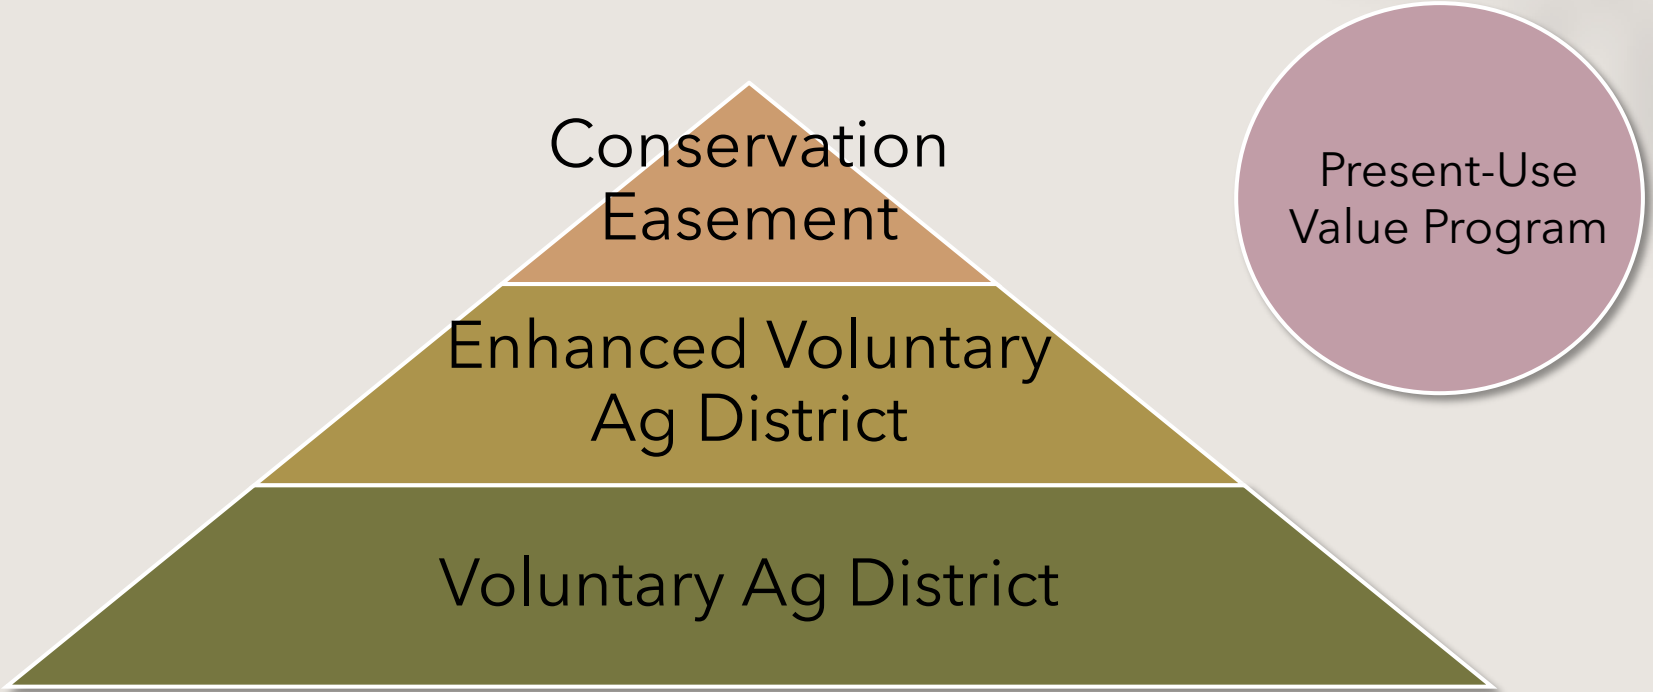 Conservation
Easement
Enhanced Voluntary
Ag District
Voluntary Ag District
Present-Use
Value Program